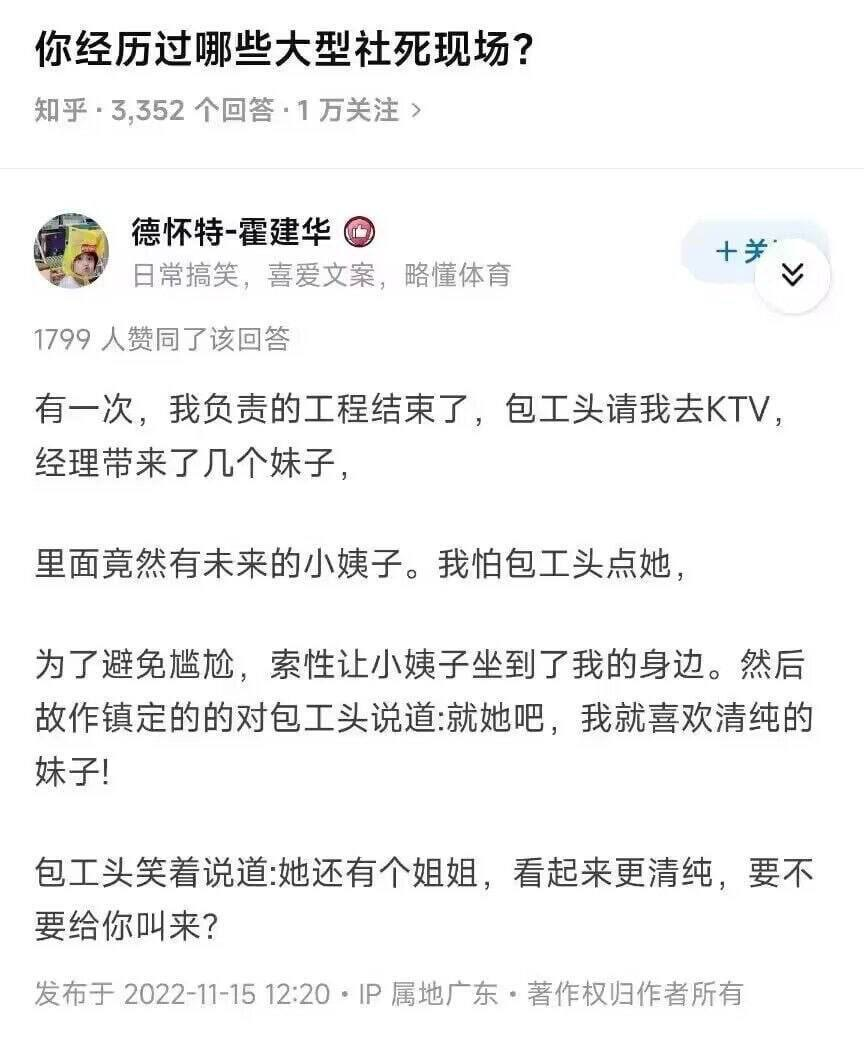 你经历过哪些大型社死现场?
知乎 · 3,352 个回答 · 1 万关注 >
德怀特-霍建华
+ 关
日常搞笑，喜爱文案，略懂体育
1799 人赞同了该回答
有一次，我负责的工程结束了，包工头请我去KTV，
经理带来了几个妹子，
里面竟然有未来的小姨子。我怕包工头点她，
为了避免尴尬，索性让小姨子坐到了我的身边。然后
故作镇定的的对包工头说道:就她吧，我就喜欢清纯的
妹子!
包工头笑着说道:她还有个姐姐，看起来更清纯，要不
要给你叫来?
发布于 2022-11-15 12:20 · IP 属地广东 · 著作权归作者所有